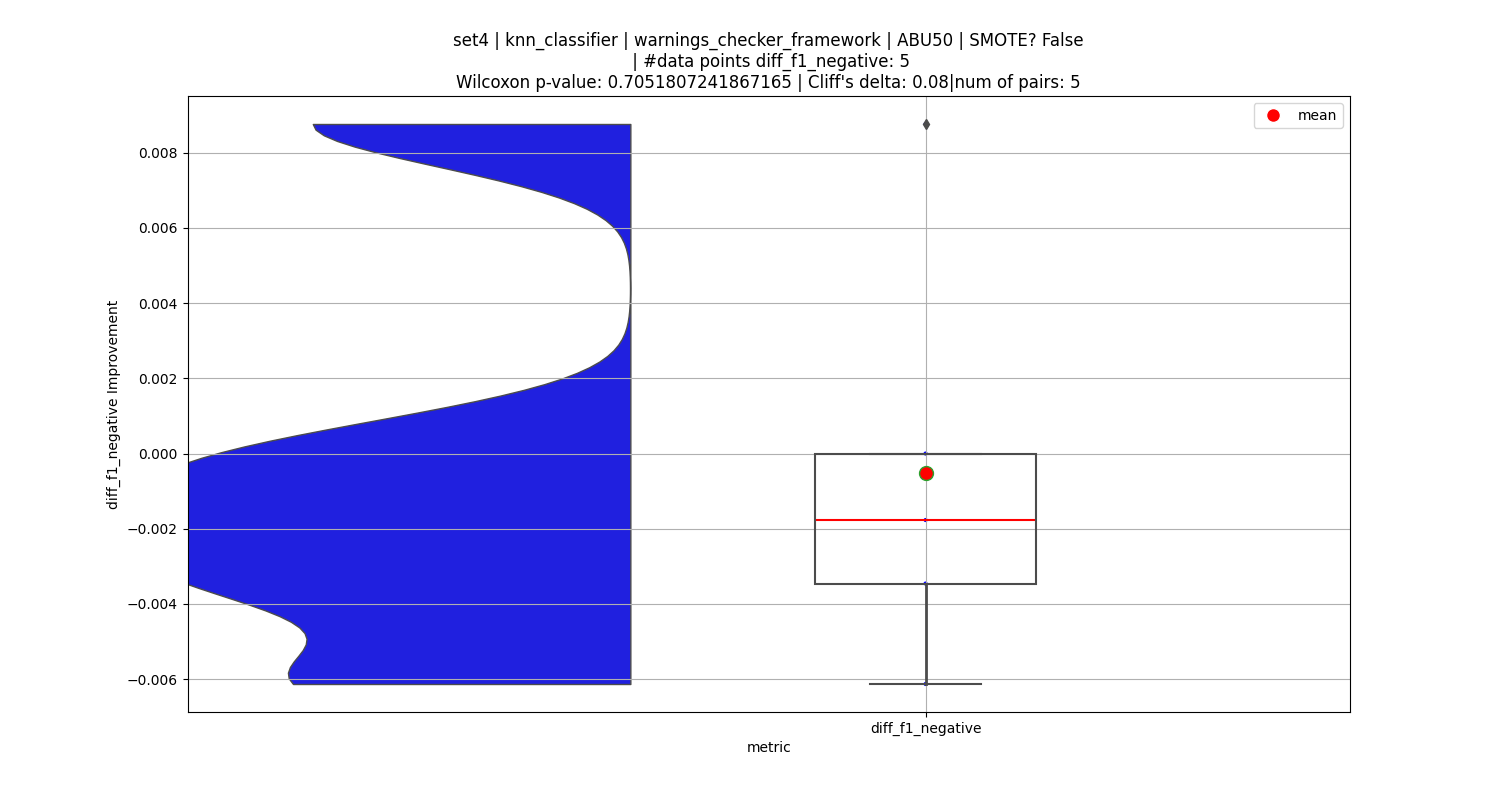 set4 | knn_classifier | warnings_checker_framework | ABU50 | SMOTE? False
| #data points diff_f1_negative: 5
Wilcoxon p-value: 0.7051807241867165 | Cliff's delta: 0.08|num of pairs: 5
mean
0.008
0.006
0.004
0.002
0.000
−0.002
−0.004
−0.006
diff_f1_negative Improvement
diff_f1_negative
metric